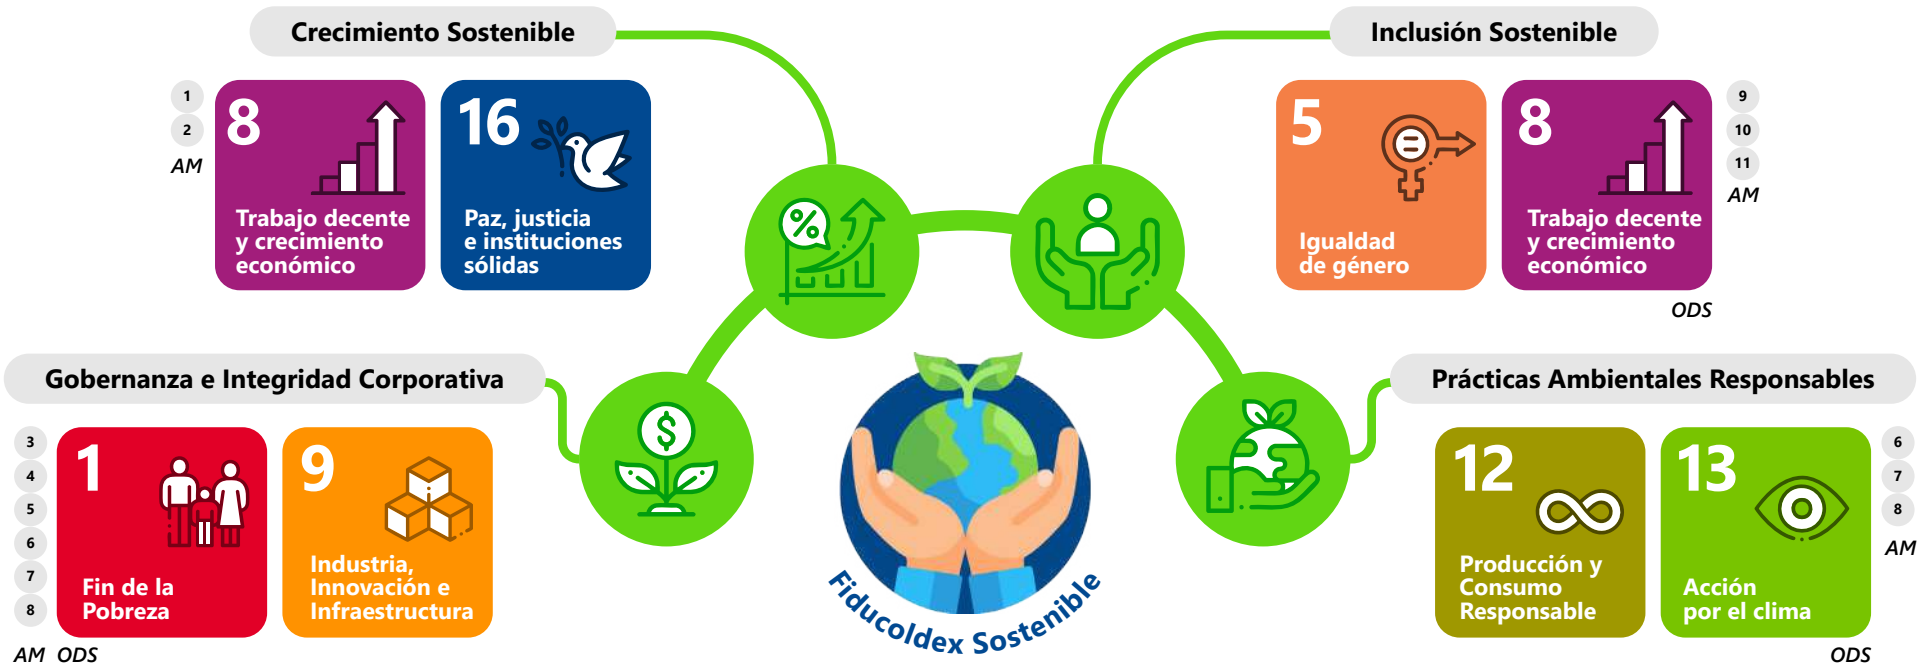 Crecimiento Sostenible
1
2
AM
8
Trabajo decente
y crecimiento
económico
16
Paz, justicia
e instituciones
sólidas
Inclusión Sostenible
5
Igualdad
de género
8
Trabajo decente
y crecimiento
económico
9
10
11
AM
ODS
Gobernanza e Integridad Corporativa
3
4
5
6
7
8
AM ODS
1
Fin de la
Pobreza
9
Industria,
Innovación e
Infraestructura
%
$
Fiducoldex Sostenible
Prácticas Ambientales Responsables
12
Producción y
Consumo
Responsable
13
Acción
por el clima
6
7
8
AM
ODS